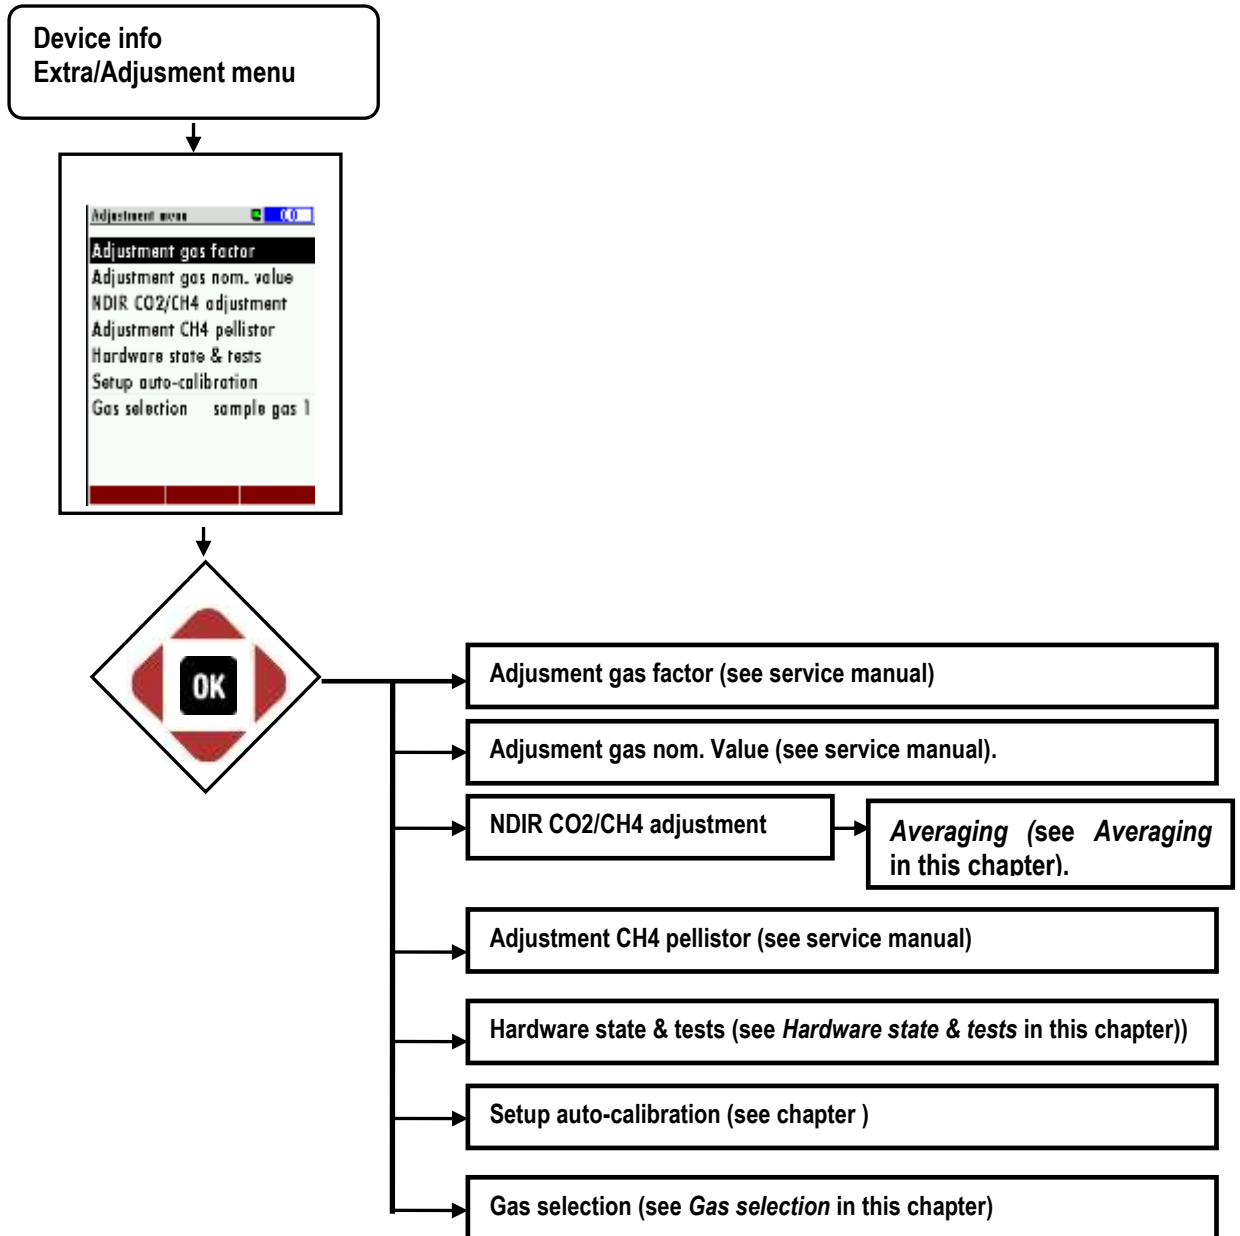 Device info
Extra/Adjusment menu
Adjustment menu
Adjustment gas factor
Adjustment gas nom. value
NDIR CO2/CH4 adjustment
Adjustment CH4 pellistor
Hardware state & tests
Setup auto-calibration
Gas selection sample gas 1
OK
Adjusment gas factor (see service manual)
Adjusment gas nom. Value (see service manual).
NDIR CO2/CH4 adjustment
Averaging (see Averaging
in this chapter).
Adjustment CH4 pellistor (see service manual)
Hardware state & tests (see Hardware state & tests in this chapter))
Setup auto-calibration (see chapter )
Gas selection (see Gas selection in this chapter)